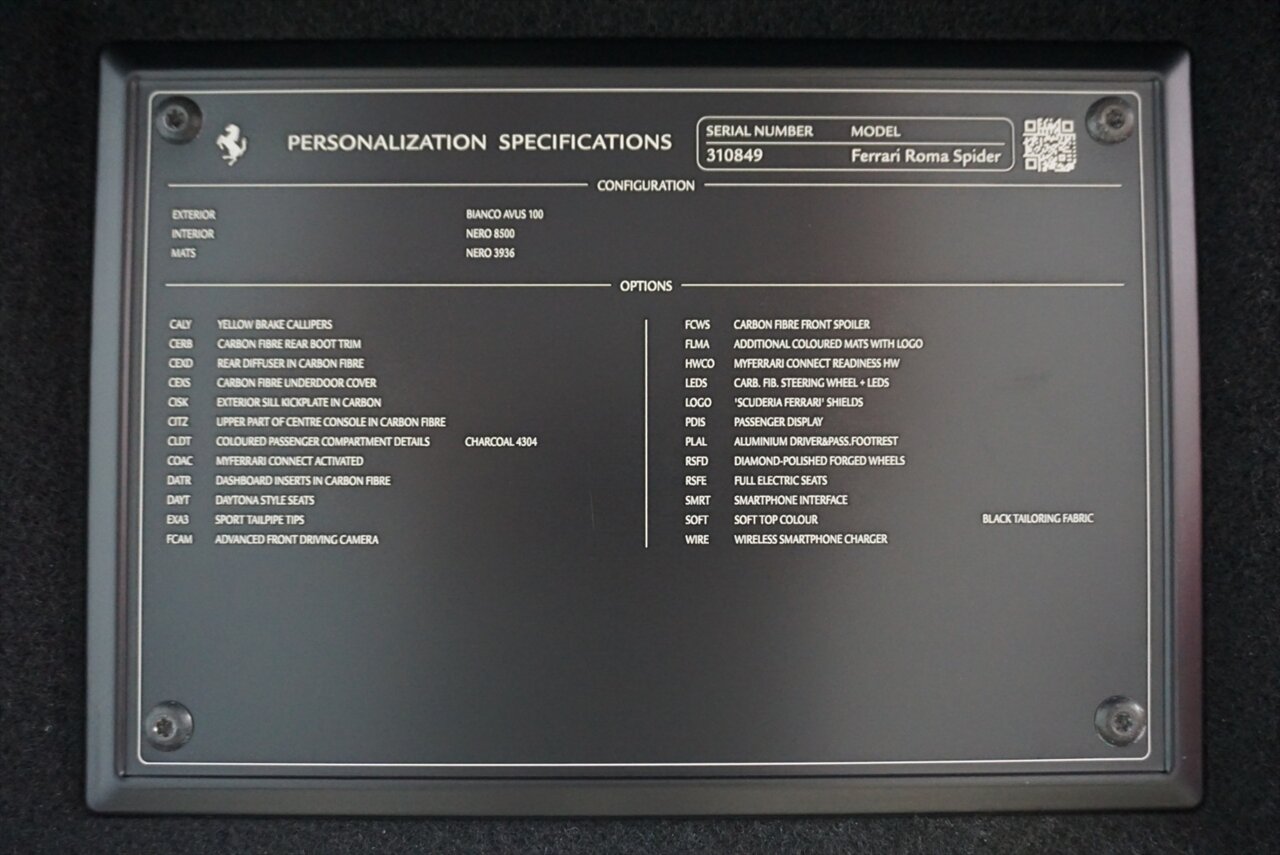 PERSONALIZATION SPECIFICATIONS
SERIAL NUMBER MODEL
310849 Ferrari Roma Spider
CONFIGURATION
EXTERIOR BIANCO AVUS 100
INTERIOR NERO 8500
MATS NERO 3936
OPTIONS
CALY YELLOW BRAKE CALLIPERS
CERB CARBON FIBRE REAR BOOT TRIM
CEXD REAR DIFFUSER IN CARBON FIBRE
CEXS CARBON FIBRE UNDERDOOR COVER
CISK EXTERIOR SILL KICKPLATE IN CARBON
CITZ UPPER PART OF CENTRE CONSOLE IN CARBON FIBRE
CLDT COLOURED PASSENGER COMPARTMENT DETAILS CHARCOAL 4304
COAC MYFERRARI CONNECT ACTIVATED
DATR DASHBOARD INSERTS IN CARBON FIBRE
DAYT DAYTONA STYLE SEATS
EXA3 SPORT TAILPIPE TIPS
FCAM ADVANCED FRONT DRIVING CAMERA
FCWS CARBON FIBRE FRONT SPOILER
FLMA ADDITIONAL COLOURED MATS WITH LOGO
HWCO MYFERRARI CONNECT READINESS HW
LEDS CARB. FIB. STEERING WHEEL + LEDS
LOGO 'SCUDERIA FERRARI' SHIELDS
PDIS PASSENGER DISPLAY
PLAL ALUMINIUM DRIVER&PASS.FOOTREST
RSFD DIAMOND-POLISHED FORGED WHEELS
RSFE FULL ELECTRIC SEATS
SMRT SMARTPHONE INTERFACE
SOFT SOFT TOP COLOUR BLACK TAILORING FABRIC
WIRE WIRELESS SMARTPHONE CHARGER